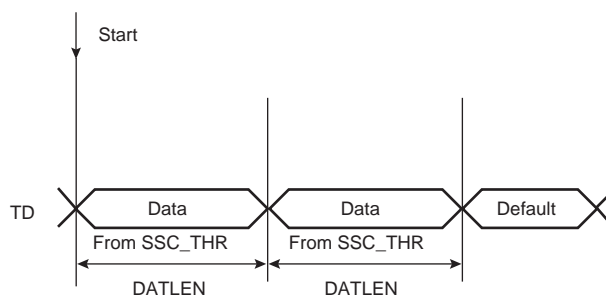 Start
TD
Data
Data
Default
From SSC_THR
From SSC_THR
DATLEN
DATLEN